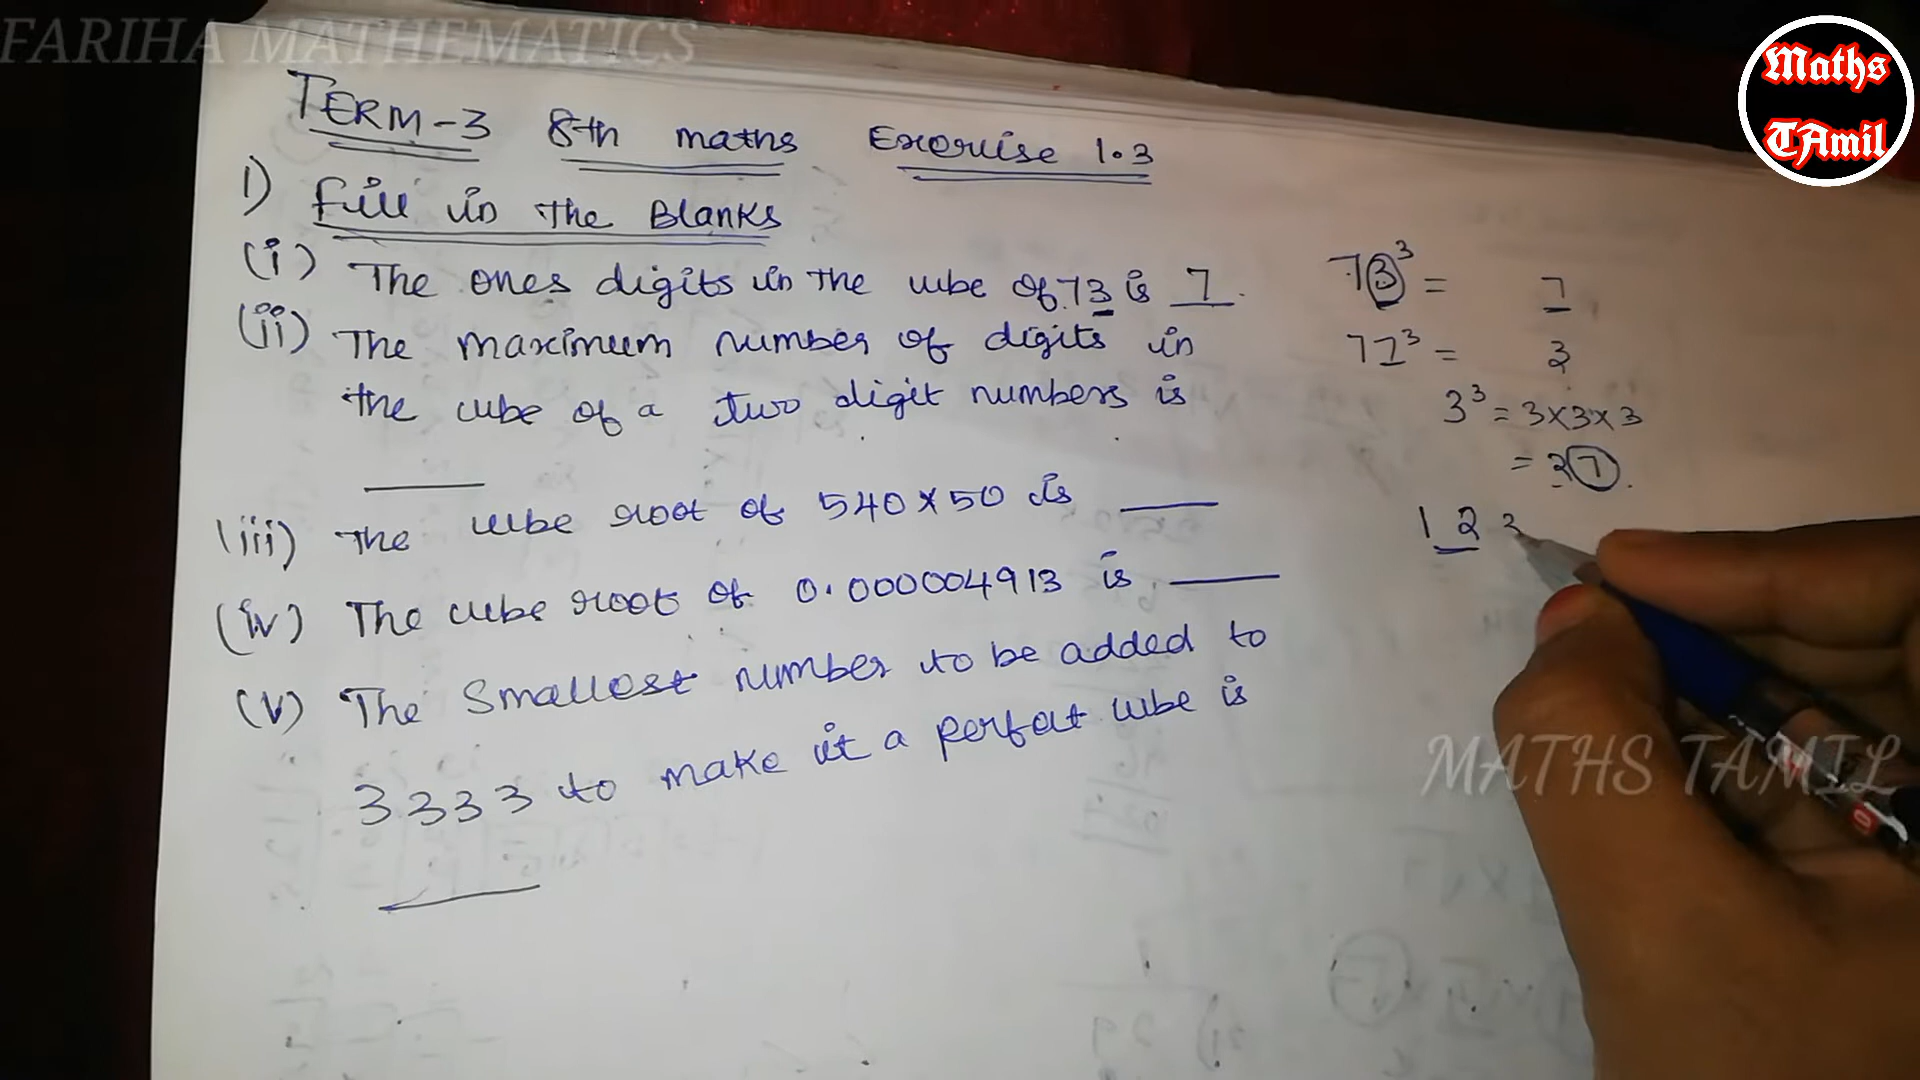 FARIHA MATHEMATICS
Maths
TAmil
TERM-3 8th maths Exercise 1.3
1) Fill in the Blanks
(i) The ones digits in the cube of 73 is 7.
(ii) The maximum number of digits in
the cube of a two digit numbers is
(iii) The cube root of 540×50 is
(iv) The cube root of 0.000004913 is
(v) The Smallest number to be added to
3333 to make it a perfect cube is
73³ = 7
77³ = 3
3³ = 3×3×3
= 27.
1 2 3
MATHS TAMIL